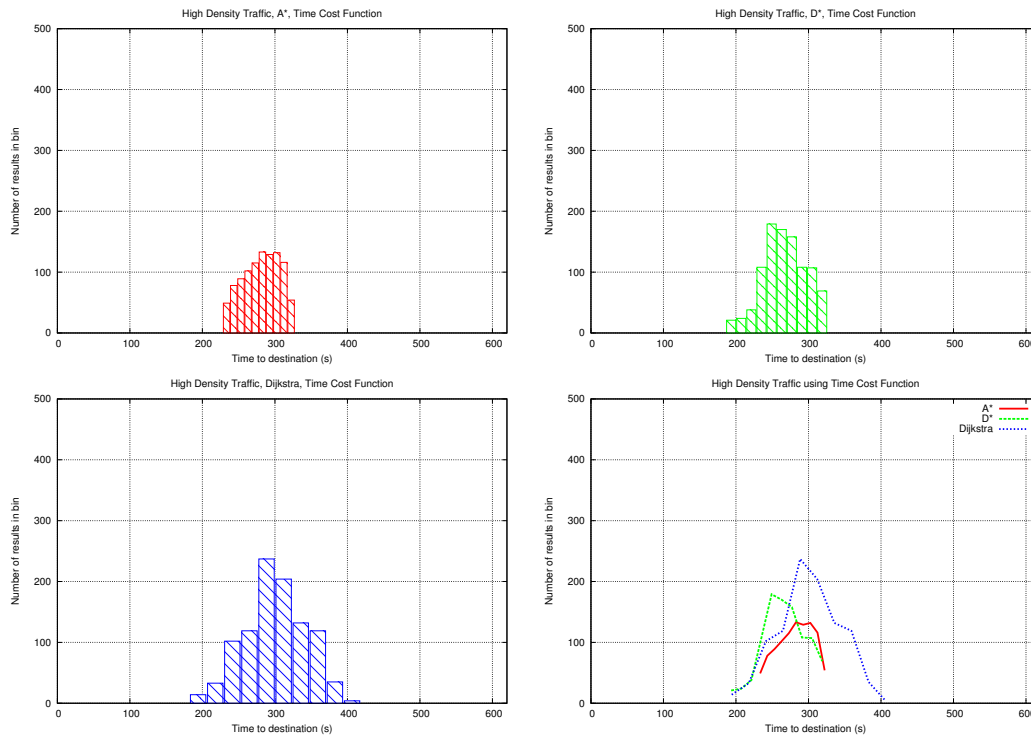 High Density Traffic, A*, Time Cost Function
500
400
300
200
100
0
Number of results in bin
0 100 200 300 400 500 600
Time to destination (s)
High Density Traffic, D*, Time Cost Function
500
400
300
200
100
0
Number of results in bin
0 100 200 300 400 500 600
Time to destination (s)
High Density Traffic, Dijkstra, Time Cost Function
500
400
300
200
100
0
Number of results in bin
0 100 200 300 400 500 600
Time to destination (s)
High Density Traffic using Time Cost Function
A*
D*
Dijkstra
500
400
300
200
100
0
Number of results in bin
0 100 200 300 400 500 600
Time to destination (s)